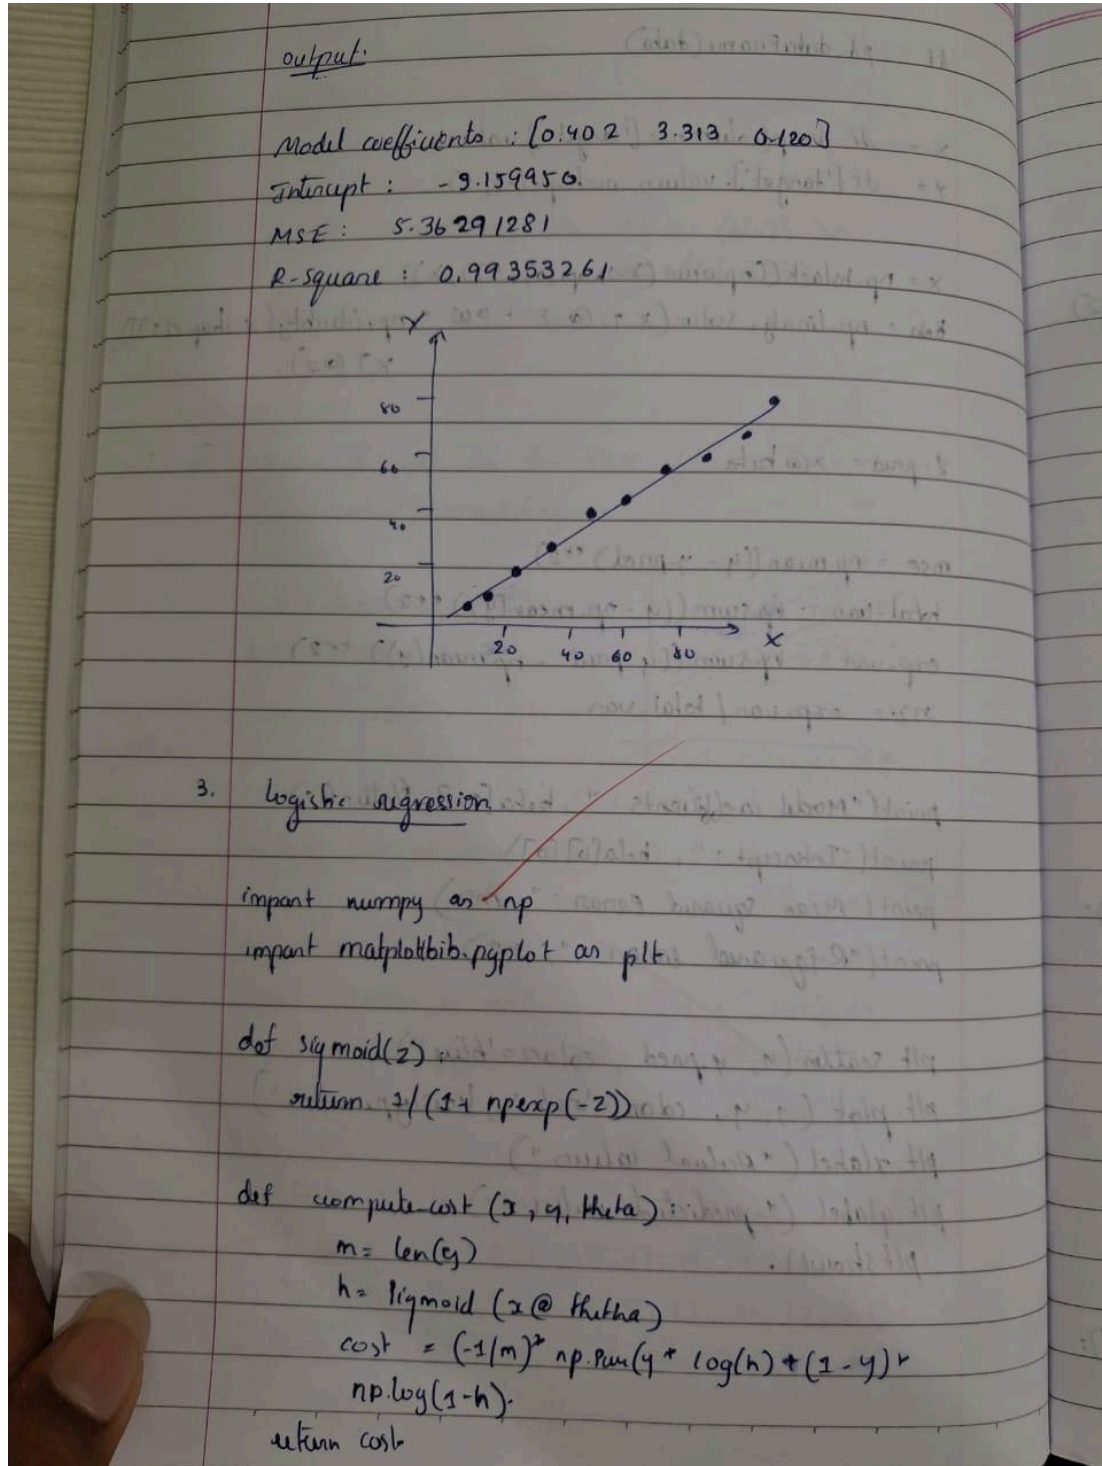 output:
Model coefficients : [0.402 3.313 0.120]
Intercept : -9.159950.
MSE : 5.36291281
R-square : 0.99353261
Y
80
60
40
20
20 40 60 80 X
3. Logistic regression
import numpy as np
import matplotlib.pyplot as plt
def sigmoid(z):
return 1/(1+ npexp(-z))
def compute-cost (x, y, theta):
m= len(y)
h= sigmoid (x@ thetha)
cost = (-1/m)* np.sum(y * log(h) + (1-y)*
np.log(1-h).
return cost